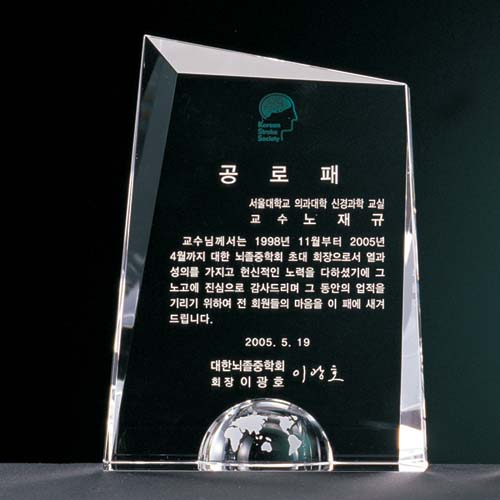 Korean
Stroke
Society
공 로 패
서울대학교 의과대학 신경과학 교실
교 수 노 재 규
교수님께서는 1998년 11월부터 2005년
4월까지 대한 뇌졸중학회 초대 회장으로서 열과
성의를 가지고 헌신적인 노력을 다하셨기에 그
노고에 진심으로 감사드리며 그 동안의 업적을
기리기 위하여 전 회원들의 마음을 이 패에 새겨
드립니다.
2005. 5. 19
대한뇌졸중학회
회장 이 광 호 이광호